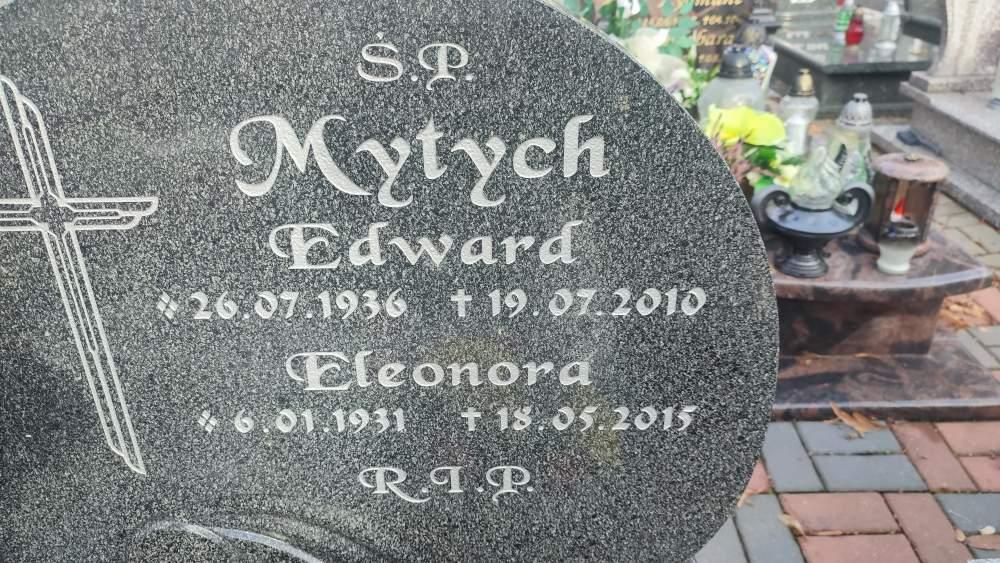 Ś.P.
Mytych
Edward
26.07.1936 † 19.07.2010
Eleonora
6.01.1931 † 18.05.2015
R.I.P.